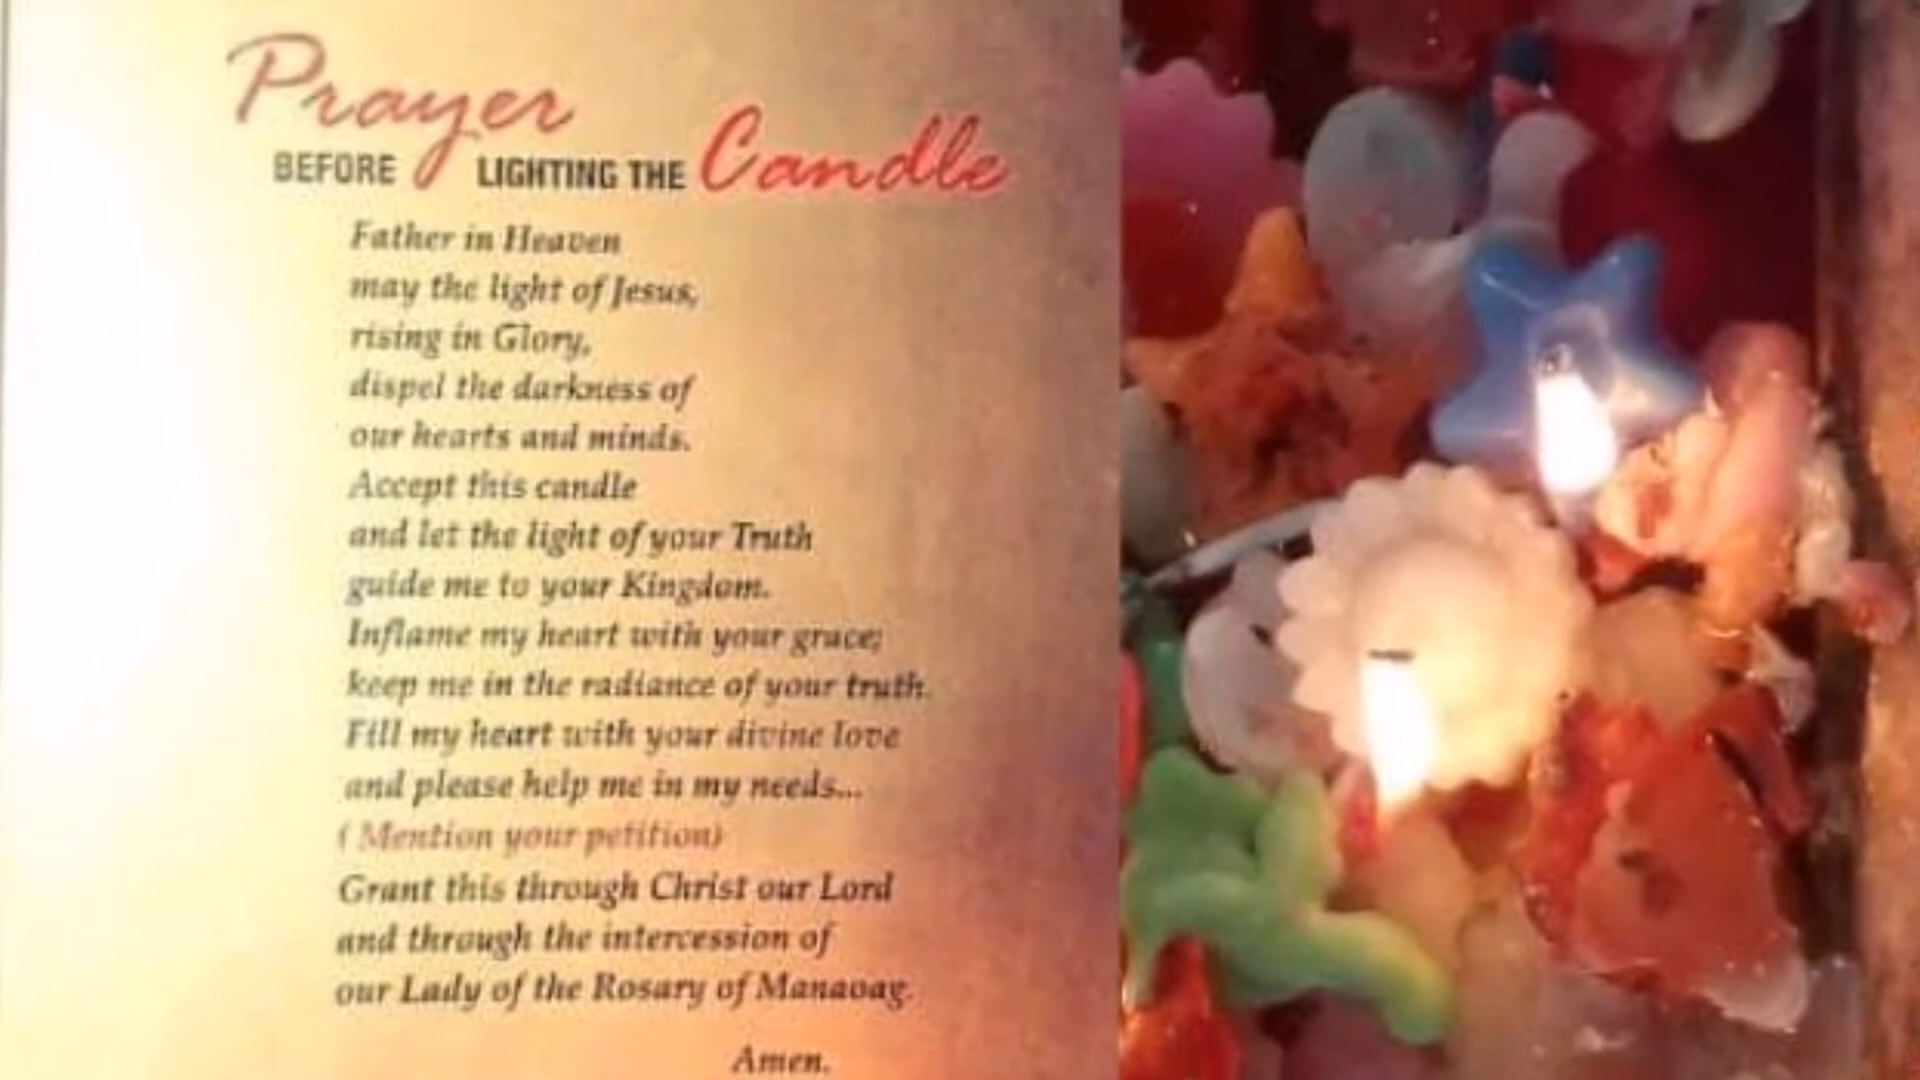 Prayer
BEFORE LIGHTING THE Candle
Father in Heaven
may the light of Jesus,
rising in Glory,
dispel the darkness of
our hearts and minds.
Accept this candle
and let the light of your Truth
guide me to your Kingdom.
Inflame my heart with your grace;
keep me in the radiance of your truth.
Fill my heart with your divine love
and please help me in my needs...
( Mention your petition)
Grant this through Christ our Lord
and through the intercession of
our Lady of the Rosary of Manaoag.
Amen.